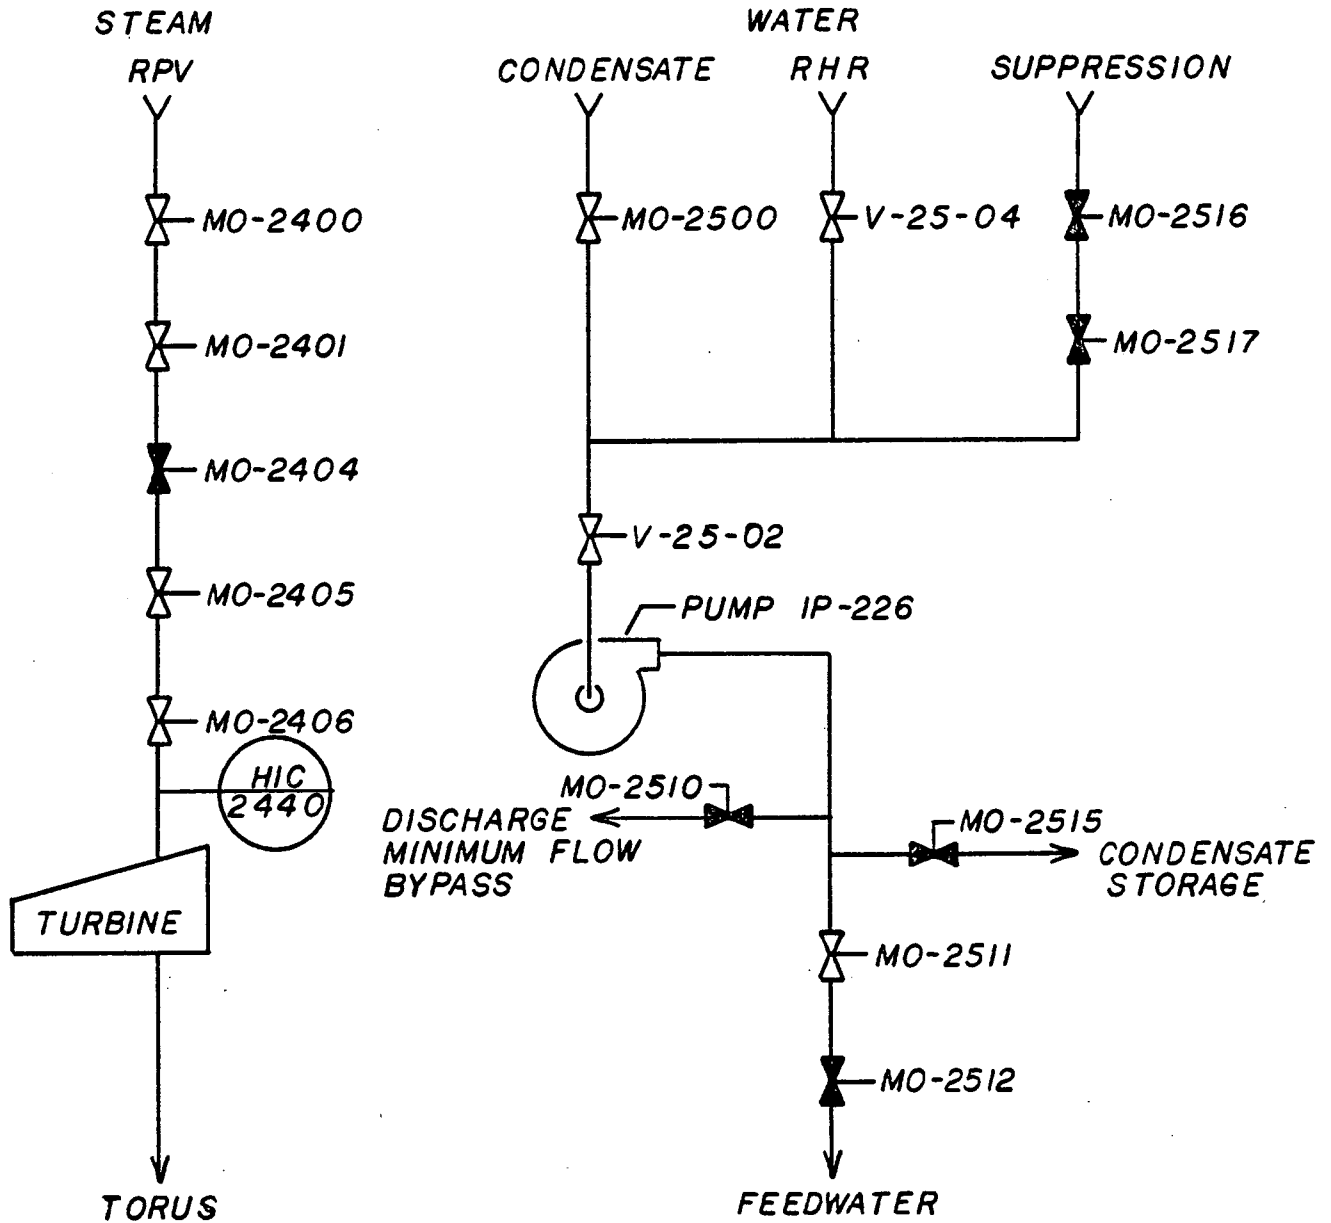 STEAM
RPV
MO-2400
MO-2401
MO-2404
MO-2405
MO-2406
HIC
2440
TURBINE
TORUS
WATER
CONDENSATE
RHR
SUPPRESSION
MO-2500
V-25-04
MO-2516
MO-2517
V-25-02
PUMP 1P-226
MO-2510
DISCHARGE
MINIMUM FLOW
BYPASS
MO-2515
CONDENSATE
STORAGE
MO-2511
MO-2512
FEEDWATER